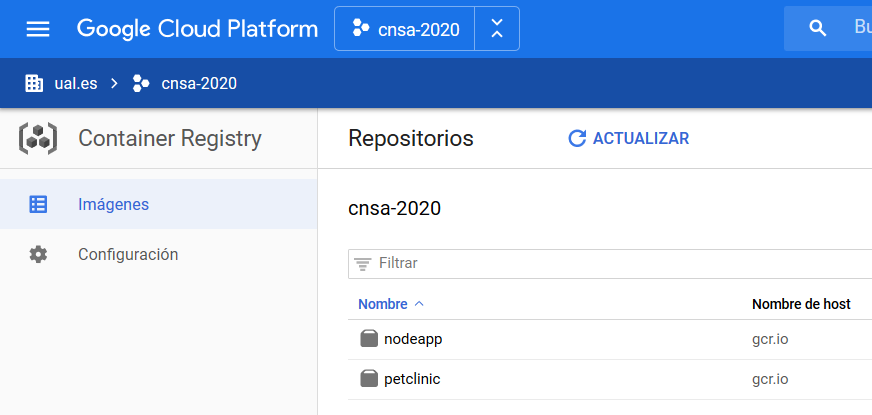 Google Cloud Platform cnsa-2020 Bu
ual.es cnsa-2020
Container Registry
Imágenes
Configuración
Repositorios ACTUALIZAR
cnsa-2020
Filtrar
Nombre Nombre de host
nodeapp gcr.io
petclinic gcr.io